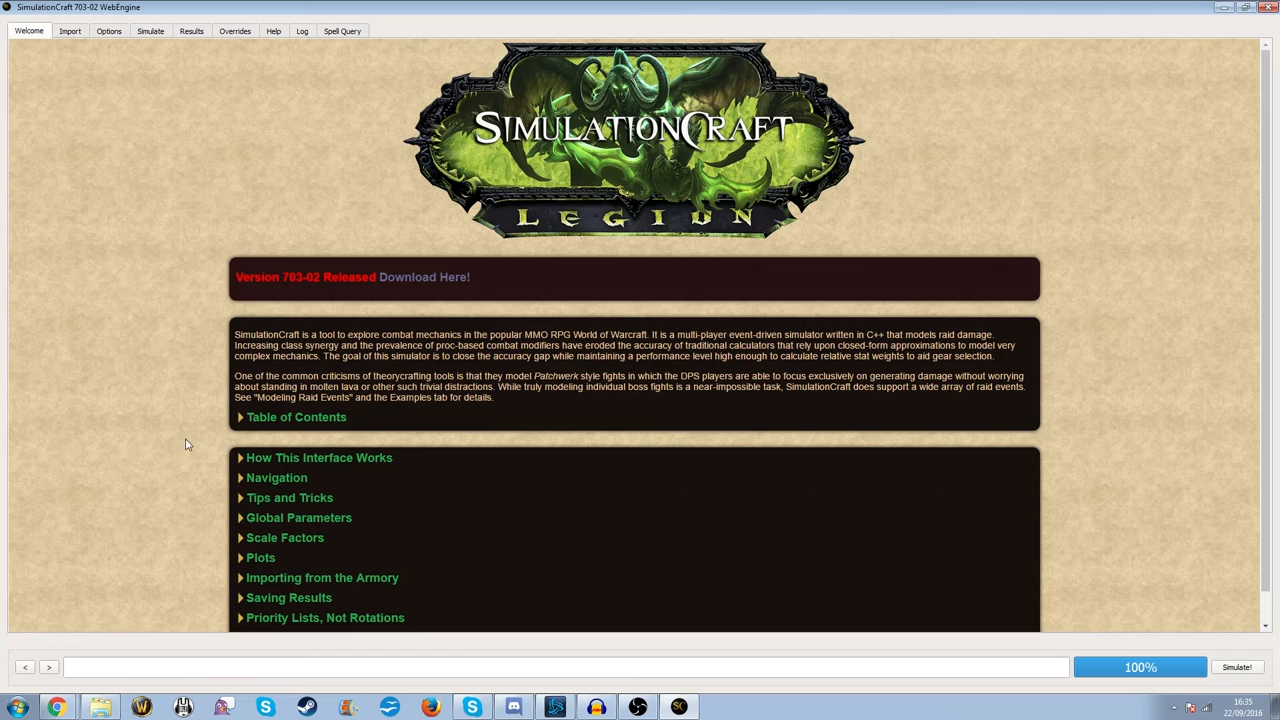 SimulationCraft 703-02 WebEngine
Welcome Import Options Simulate Results Overrides Help Log Spell Query
SIMULATIONCRAFT
LEGION
Version 703-02 Released Download Here!
SimulationCraft is a tool to explore combat mechanics in the popular MMO RPG World of Warcraft. It is a multi-player event-driven simulator written in C++ that models raid damage.
Increasing class synergy and the prevalence of proc-based combat modifiers have eroded the accuracy of traditional calculators that rely upon closed-form approximations to model very
complex mechanics. The goal of this simulator is to close the accuracy gap while maintaining a performance level high enough to calculate relative stat weights to aid gear selection.
One of the common criticisms of theorycrafting tools is that they model Patchwerk style fights in which the DPS players are able to focus exclusively on generating damage without worrying
about standing in molten lava or other such trivial distractions. While truly modeling individual boss fights is a near-impossible task, SimulationCraft does support a wide array of raid events.
See "Modeling Raid Events" and the Examples tab for details.
Table of Contents
How This Interface Works
Navigation
Tips and Tricks
Global Parameters
Scale Factors
Plots
Importing from the Armory
Saving Results
Priority Lists, Not Rotations
< > 100% Simulate!
16:35
22/09/2016